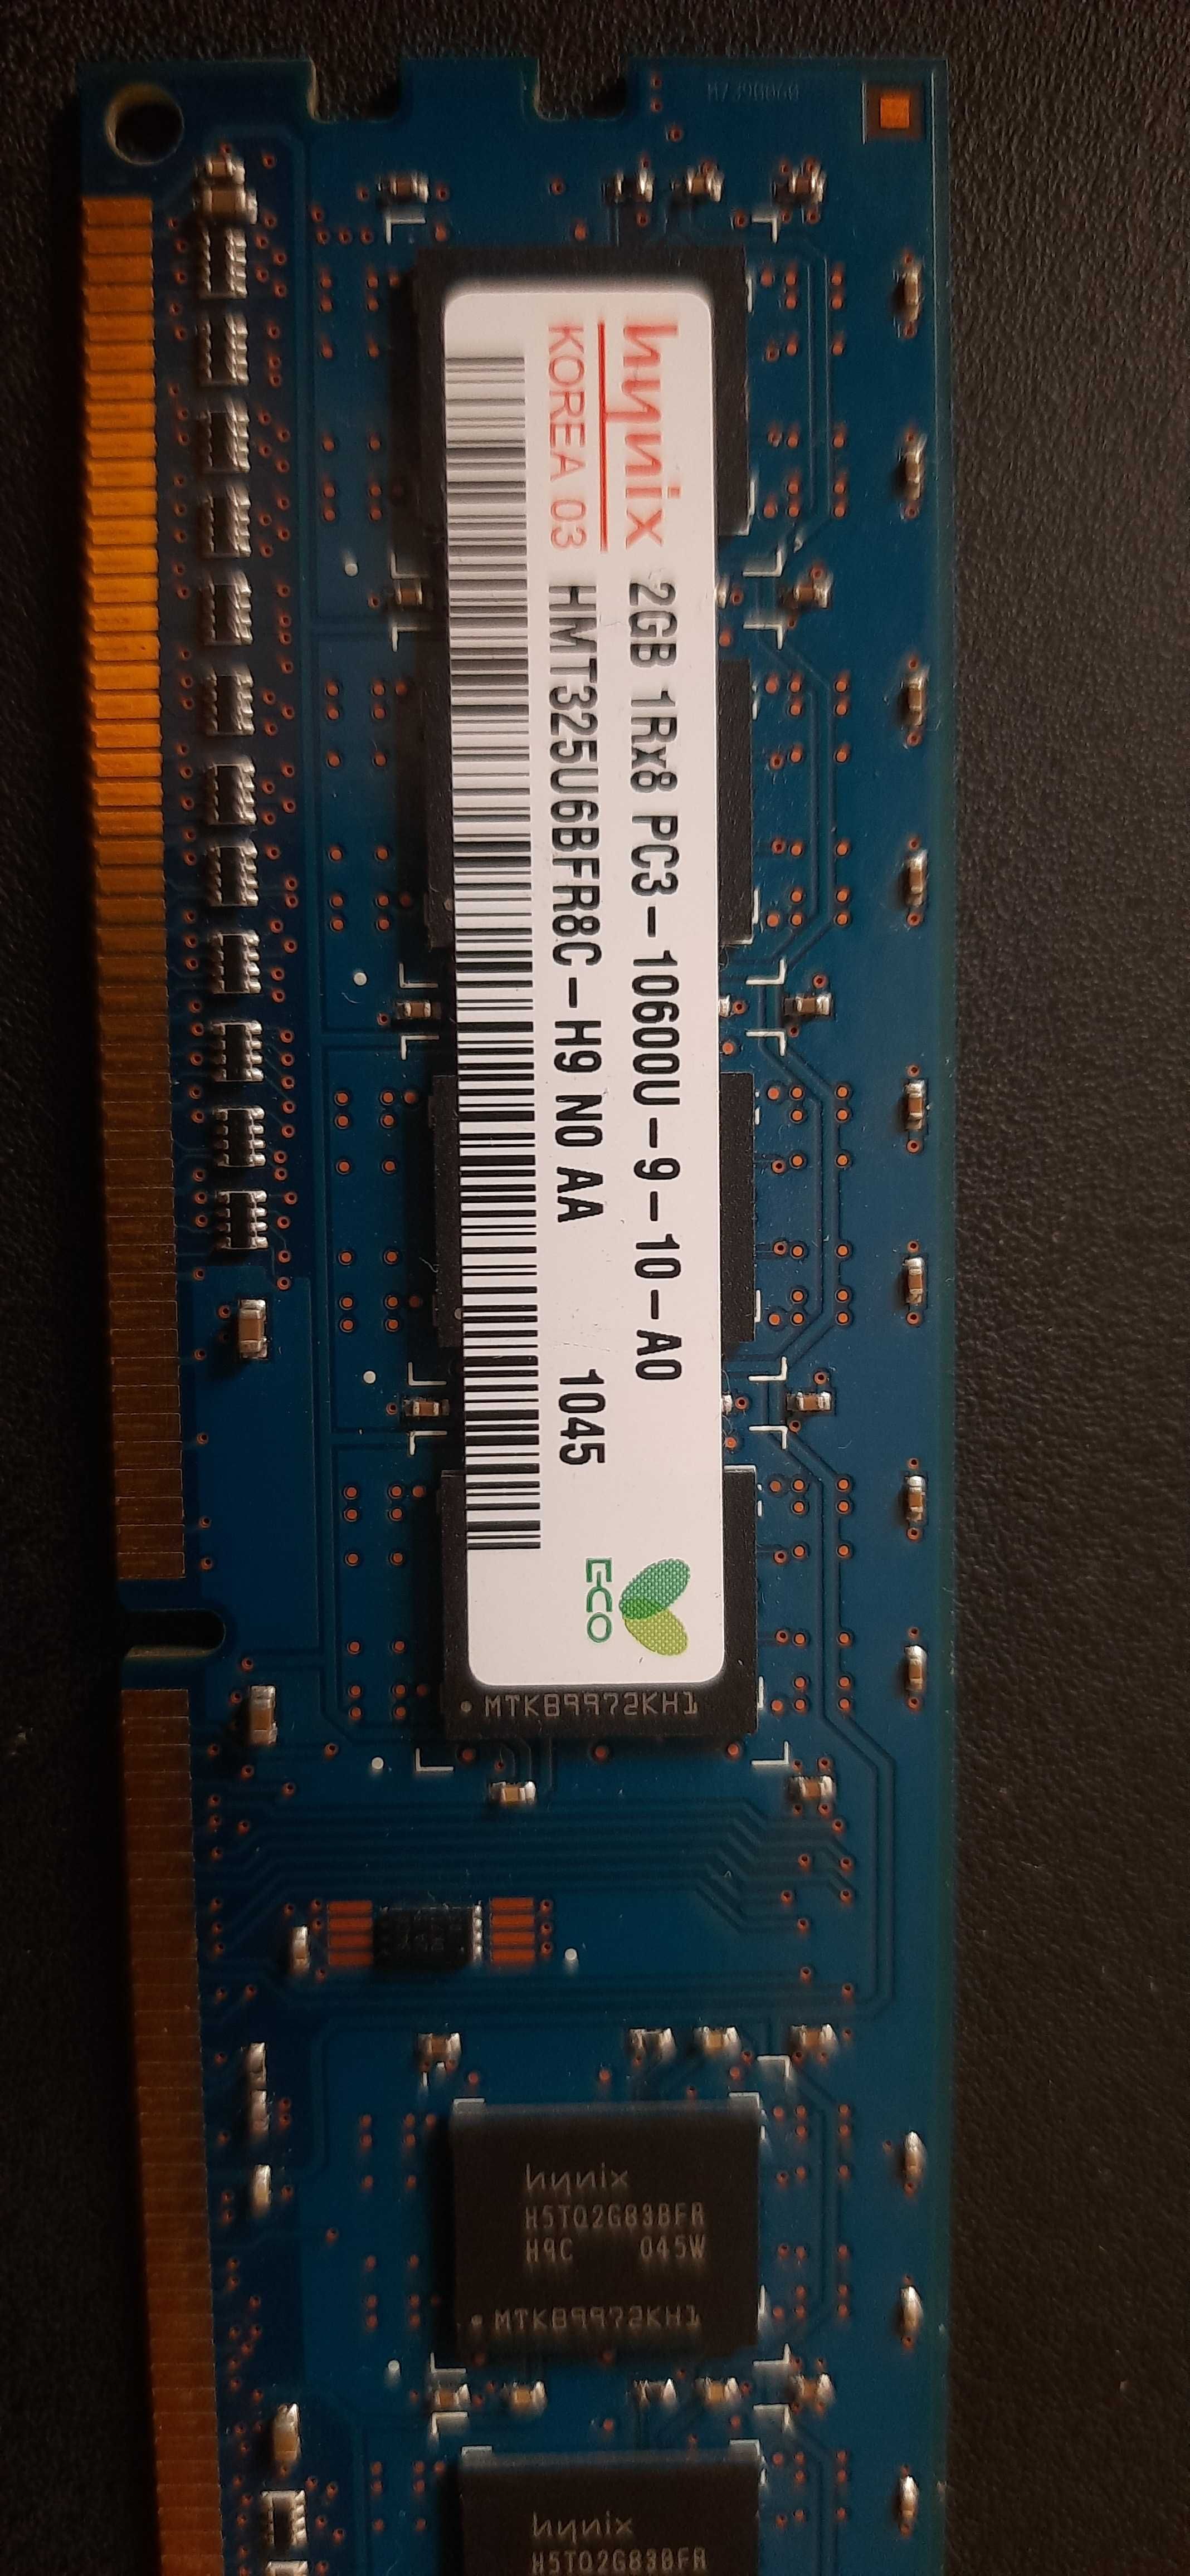 M7390060
hynix
KOREA 03
2GB 1Rx8 PC3-10600U-9-10-A0
HMT325U6BFR8C-H9 N0 AA 1045
ECO
MTKB9972KH1
hynix
H5TQ2G83BFR
H9C 045W
MTKB9972KH1
hynix
H5TQ2G83BFR